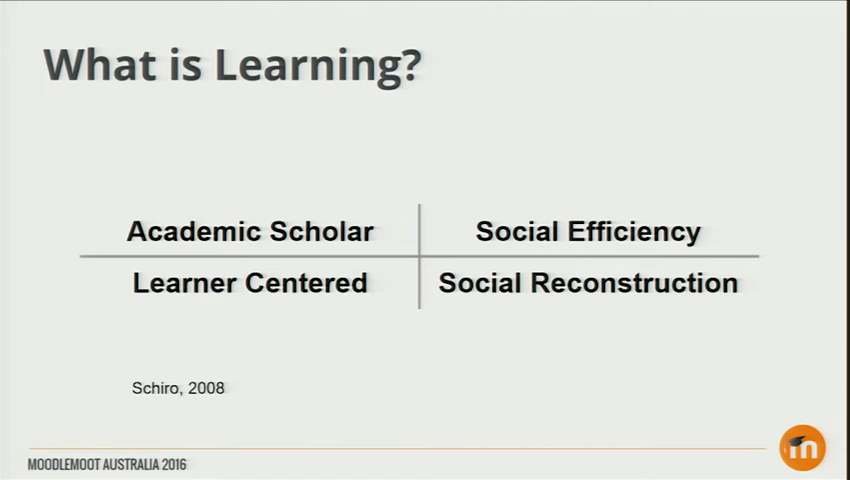 What is Learning?
Academic Scholar
Social Efficiency
Learner Centered
Social Reconstruction
Schiro, 2008
MOODLEMOOT AUSTRALIA 2016
m